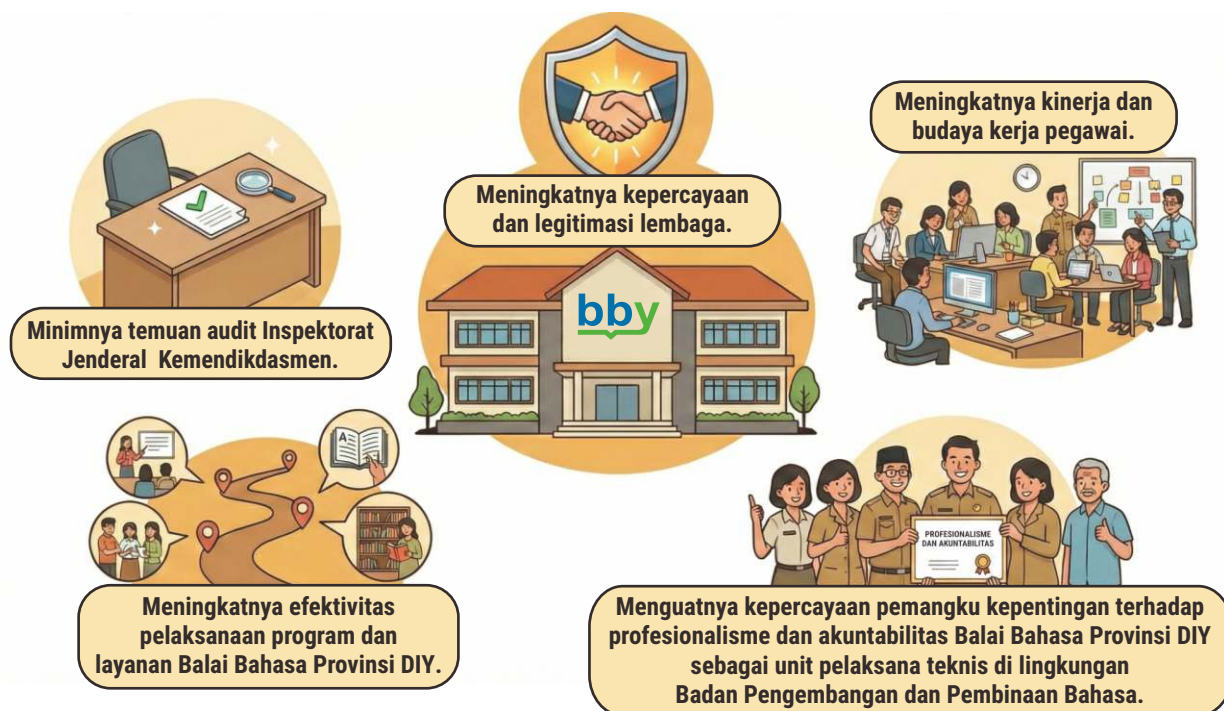 Meningkatnya kepercayaan
dan legitimasi lembaga.
bby
Meningkatnya kinerja dan
budaya kerja pegawai.
Minimnya temuan audit Inspektorat
Jenderal Kemendikdasmen.
A
Meningkatnya efektivitas
pelaksanaan program dan
layanan Balai Bahasa Provinsi DIY.
PROFESIONALISME
DAN AKUNTABILITAS
Menguatnya kepercayaan pemangku kepentingan terhadap
profesionalisme dan akuntabilitas Balai Bahasa Provinsi DIY
sebagai unit pelaksana teknis di lingkungan
Badan Pengembangan dan Pembinaan Bahasa.